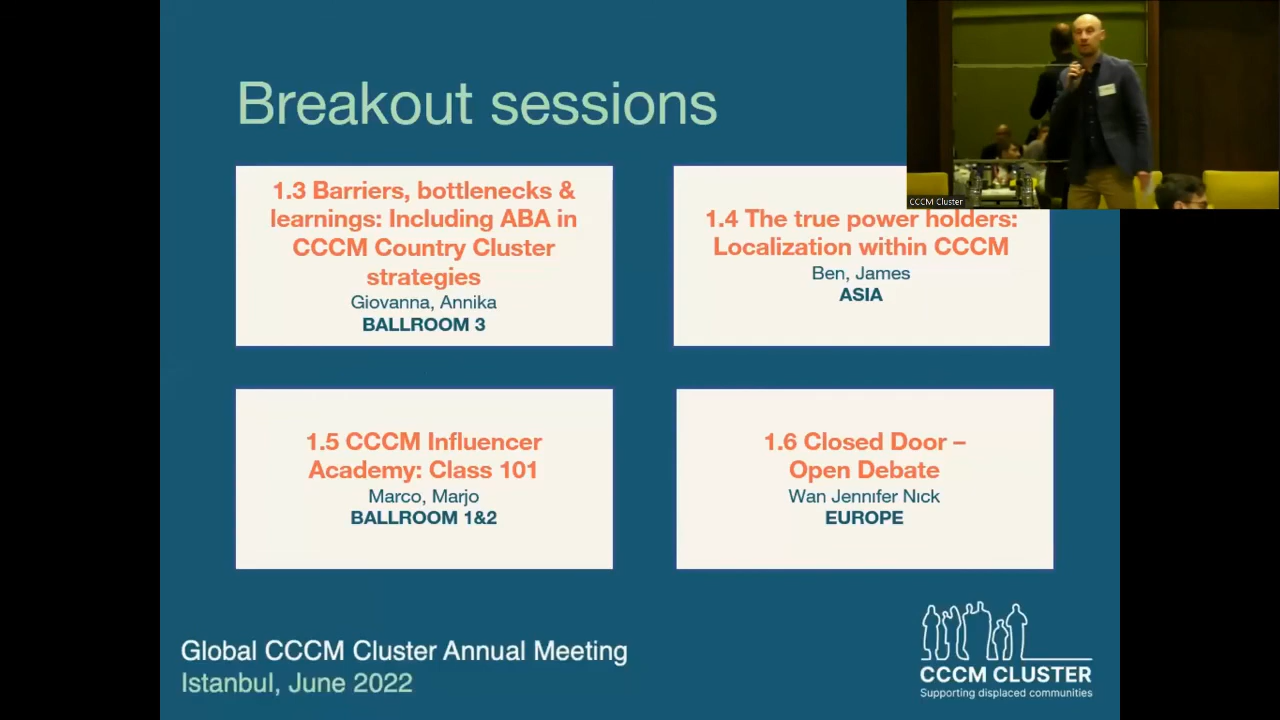 Breakout sessions
1.3 Barriers, bottlenecks &
learnings: Including ABA in
CCCM Country Cluster
strategies
Giovanna, Annika
BALLROOM 3
CCCM Cluster
1.4 The true power holders:
Localization within CCCM
Ben, James
ASIA
1.5 CCCM Influencer
Academy: Class 101
Marco, Marjo
BALLROOM 1&2
1.6 Closed Door –
Open Debate
Wan Jennifer Nick
EUROPE
Global CCCM Cluster Annual Meeting
Istanbul, June 2022
CCCM CLUSTER
Supporting displaced communities